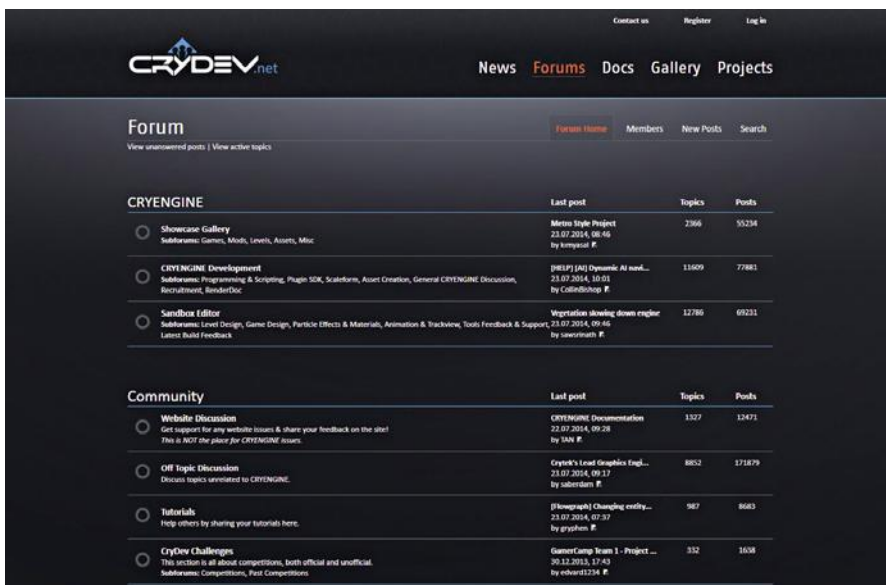 Contact us Register Log in
CRYDEV.net
News Forums Docs Gallery Projects
Forum
Forum Home Members New Posts Search
View unanswered posts | View active topics
CRYENGINE Last post Topics Posts
Showcase Gallery Metro Style Project 2366 55234
Subforums: Games, Mods, Levels, Assets, Misc 23.07.2014, 08:46
by
CRYENGINE Development [HELP] [AI] Dynamic AI navi... 11609 77881
Subforums: Programming & Scripting, Plugin SDK, Scaleform, Asset Creation, General CRYENGINE Discussion, 23.07.2014, 10:01
Recruitment, RenderDoc by CollinBishop
Sandbox Editor Vegetation slowing down engine 12786 69231
Subforums: Level Design, Game Design, Particle Effects & Materials, Animation & Trackview, Tools Feedback & Support, 23.07.2014, 09:46
Latest Build Feedback by sawsrinath
Community Last post Topics Posts
Website Discussion CRYENGINE Documentation 1327 12471
Get support for any website issues & share your feedback on the site! 22.07.2014, 09:28
This is NOT the place for CRYENGINE issues. by TAN
Off Topic Discussion Crytek's Lead Graphics Engi... 8852 171879
Discuss topics unrelated to CRYENGINE. 23.07.2014, 09:17
by saberdam
Tutorials [Flowgraph] Changing entity... 987 8683
Help others by sharing your tutorials here. 23.07.2014, 07:37
by gryphem
CryDev Challenges GamerCamp Team 1 - Project ... 332 1658
This section is all about competitions, both official and unofficial. 30.12.2013, 17:43
Subforums: Competitions, Past Competitions by edvard1234